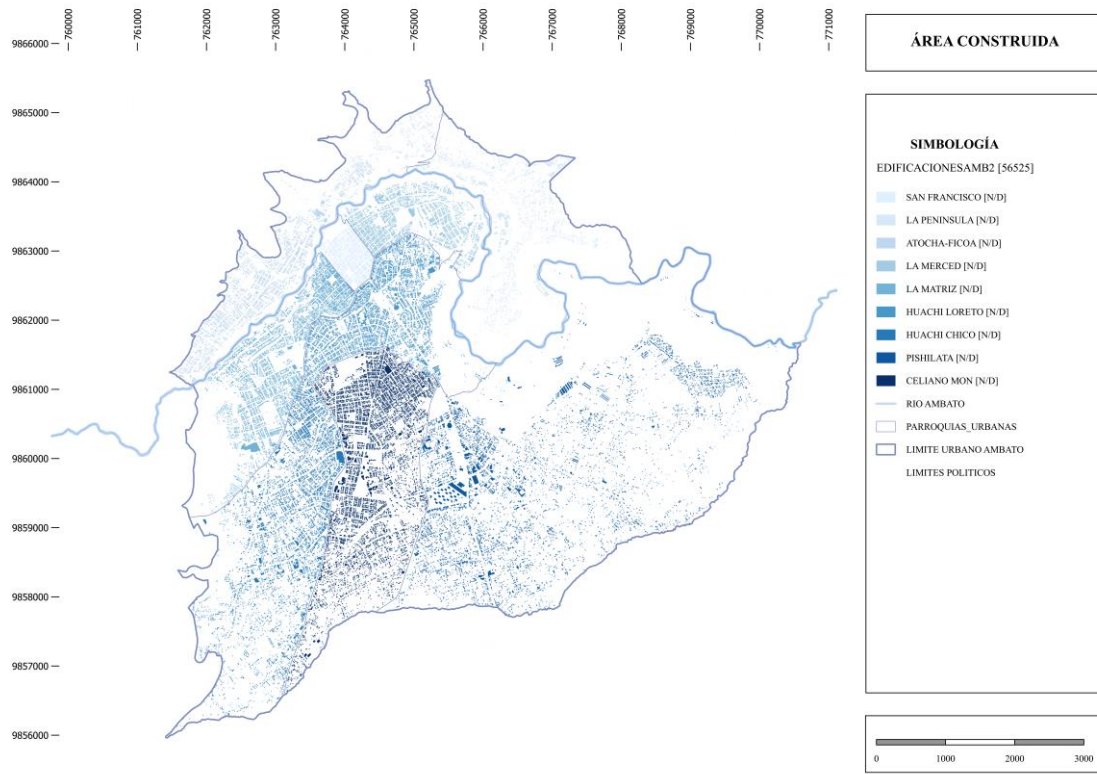 760000
761000
762000
763000
764000
765000
766000
767000
768000
769000
770000
771000
9866000
9865000
9864000
9863000
9862000
9861000
9860000
9859000
9858000
9857000
9856000
ÁREA CONSTRUIDA
SIMBOLOGÍA
EDIFICACIONESAMB2 [56525]
SAN FRANCISCO [N/D]
LA PENINSULA [N/D]
ATOCHA-FICOA [N/D]
LA MERCED [N/D]
LA MATRIZ [N/D]
HUACHI LORETO [N/D]
HUACHI CHICO [N/D]
PISHILATA [N/D]
CELIANO MON [N/D]
RIO AMBATO
PARROQUIAS_URBANAS
LIMITE URBANO AMBATO
LIMITES POLITICOS
0 1000 2000 3000